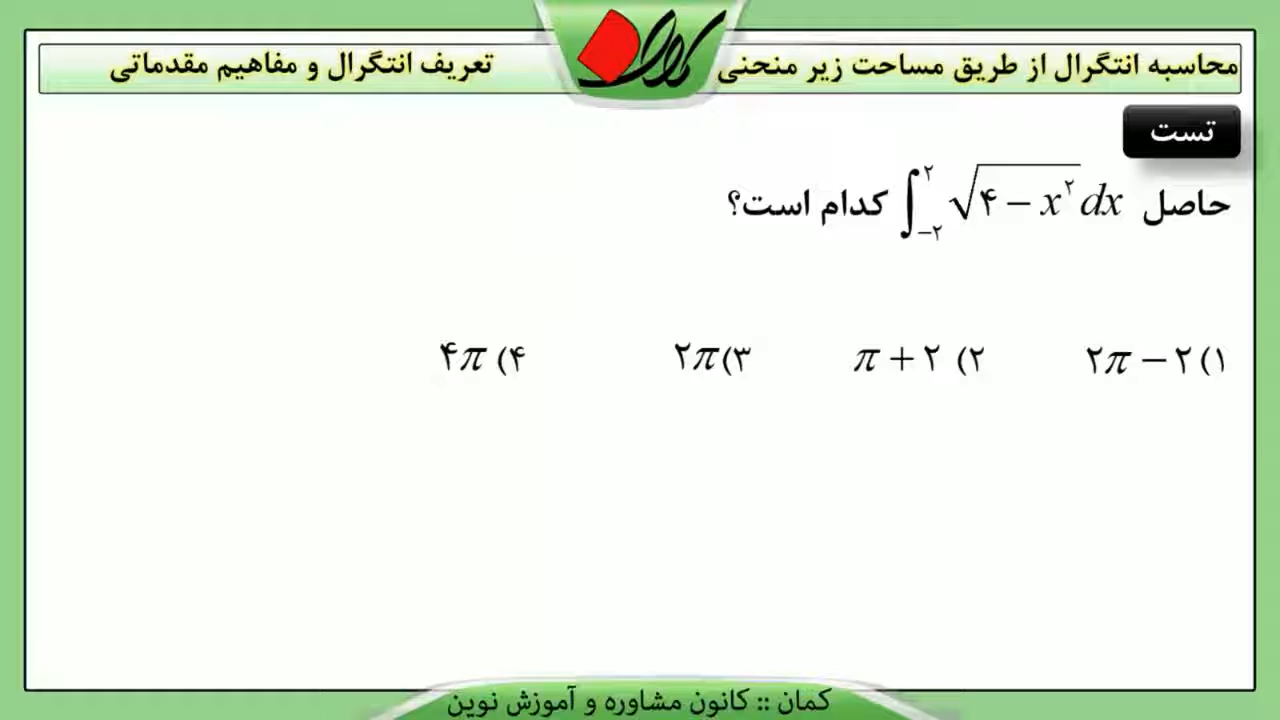 محاسبه انتگرال از طریق مساحت زیر منحنی
تعریف انتگرال و مفاهیم مقدماتی
تست
حاصل ∫_{-۲}^{۲} √(۴ − x^۲) dx کدام است؟
۱) ۲π − ۲ ۲) π + ۲ ۳) ۲π ۴) ۴π
کمان :: کانون مشاوره و آموزش نوین